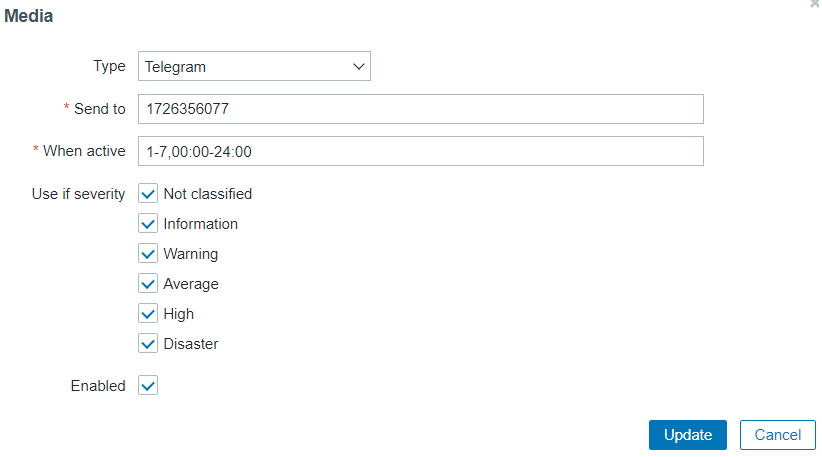 Media
Type Telegram
* Send to 1726356077
* When active 1-7,00:00-24:00
Use if severity Not classified
Information
Warning
Average
High
Disaster
Enabled
Update Cancel